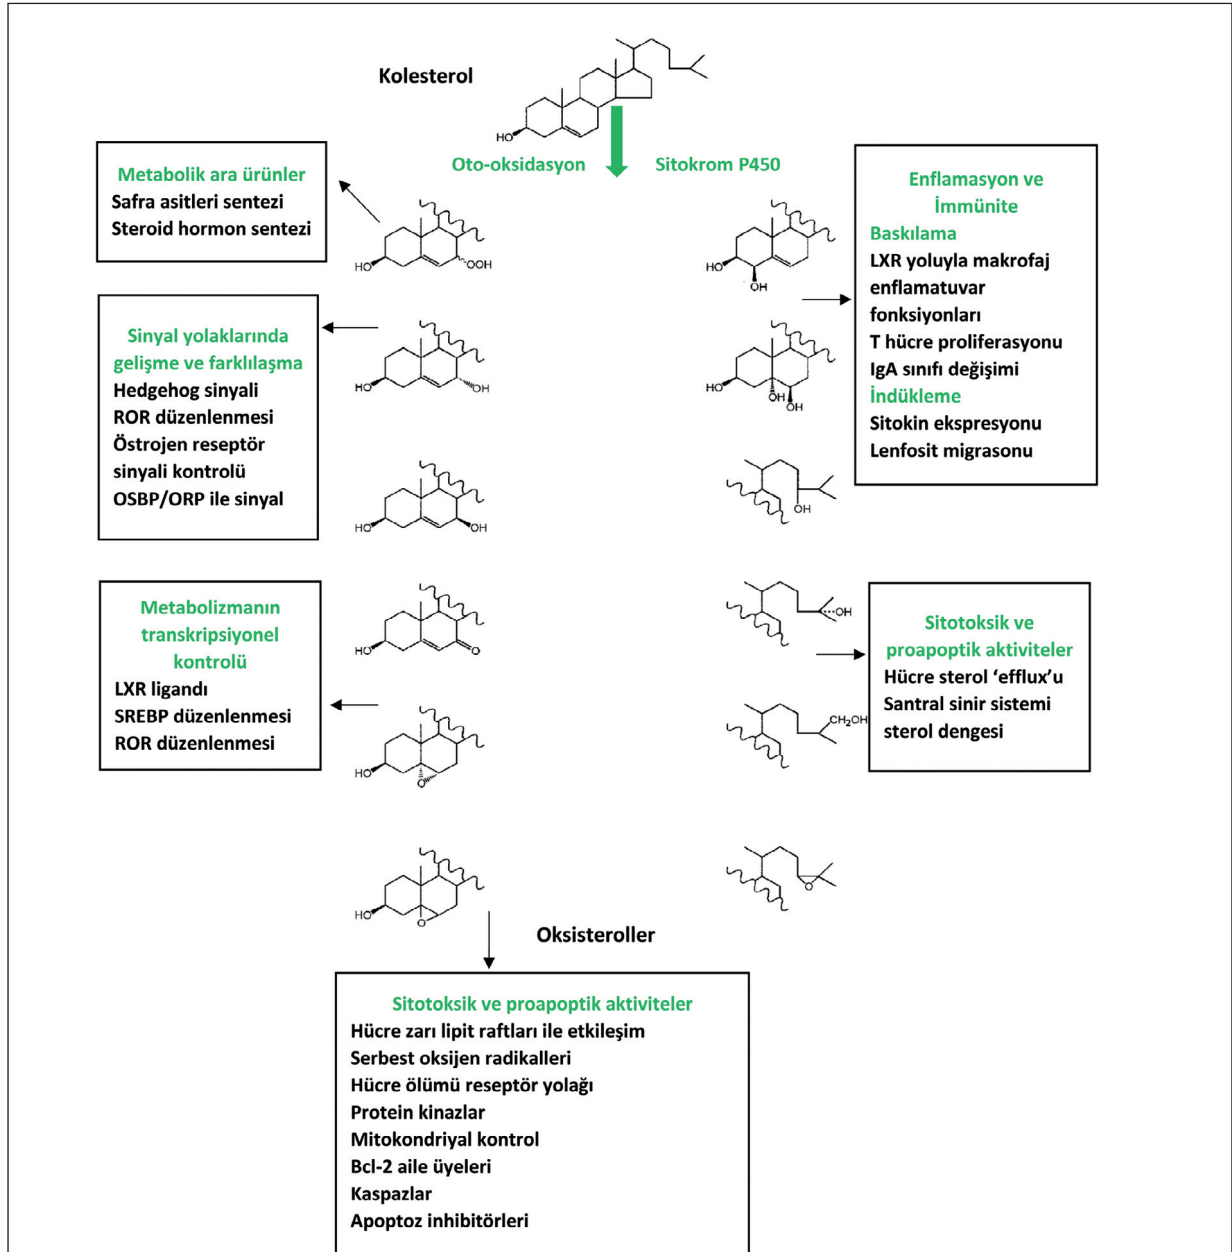 Kolesterol
HO
Oto-oksidasyon
Sitokrom P450
Metabolik ara ürünler
Safra asitleri sentezi
Steroid hormon sentezi
HO
OOH
Sinyal yolaklarında
gelişme ve farklılaşma
Hedgehog sinyali
ROR düzenlenmesi
Östrojen reseptör
sinyali kontrolü
OSBP/ORP ile sinyal
HO
OH
HO
OH
Metabolizmanın
transkripsiyonel
kontrolü
LXR ligandı
SREBP düzenlenmesi
ROR düzenlenmesi
HO
O
HO
O
HO
O
HO
OH
HO
OH
OH
OH
OH
CH2OH
O
Enflamasyon ve
İmmünite
Baskılama
LXR yoluyla makrofaj
enflamatuvar
fonksiyonları
T hücre proliferasyonu
IgA sınıfı değişimi
İndükleme
Sitokin ekspresyonu
Lenfosit migrasonu
Sitotoksik ve
proapoptik aktiviteler
Hücre sterol ‘efflux’u
Santral sinir sistemi
sterol dengesi
Oksisteroller
Sitotoksik ve proapoptik aktiviteler
Hücre zarı lipit raftları ile etkileşim
Serbest oksijen radikalleri
Hücre ölümü reseptör yolağı
Protein kinazlar
Mitokondriyal kontrol
Bcl-2 aile üyeleri
Kaspazlar
Apoptoz inhibitörleri